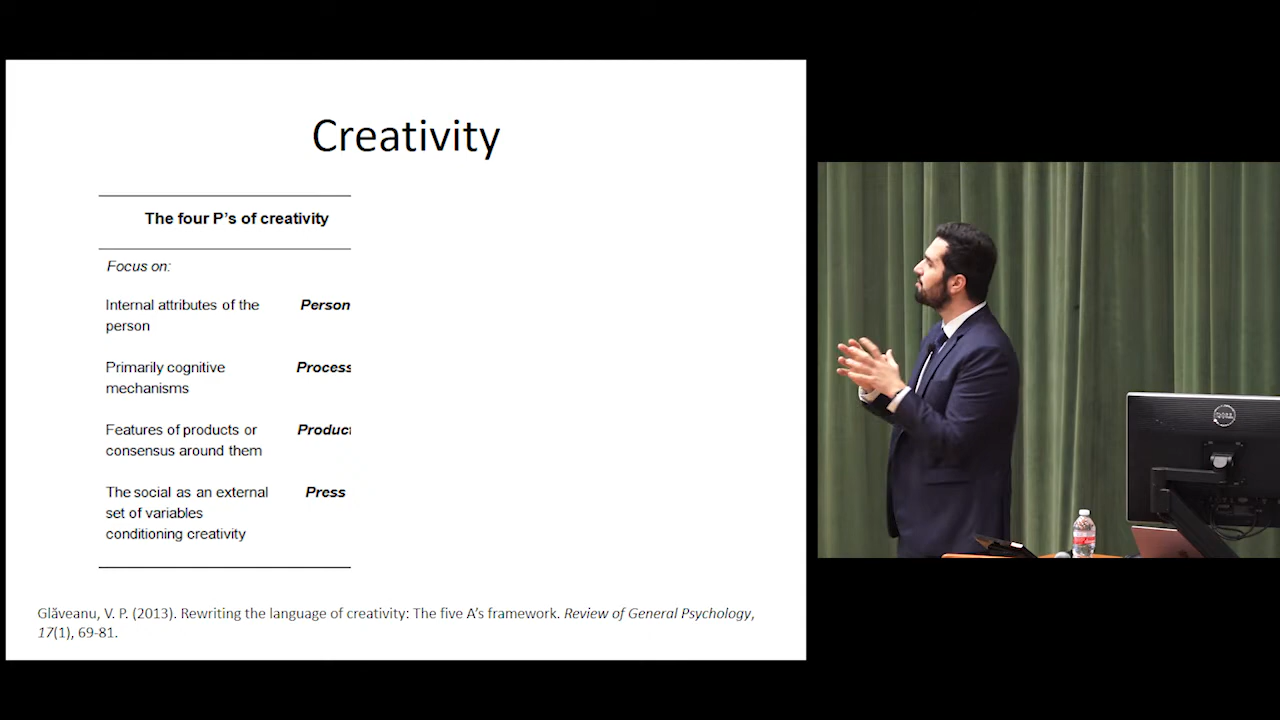 Creativity
The four P's of creativity
Focus on:
Internal attributes of the Person
person
Primarily cognitive Process
mechanisms
Features of products or Product
consensus around them
The social as an external Press
set of variables
conditioning creativity
Glăveanu, V. P. (2013). Rewriting the language of creativity: The five A's framework. Review of General Psychology,
17(1), 69-81.
DELL